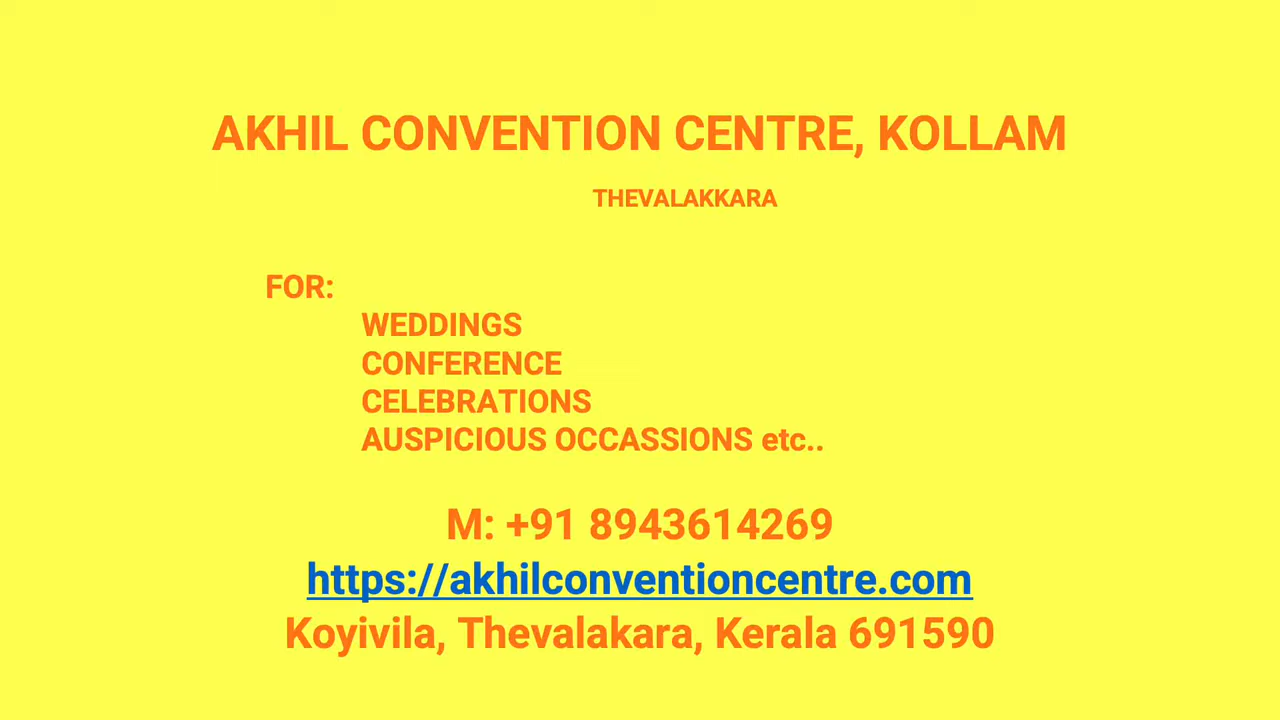 AKHIL CONVENTION CENTRE, KOLLAM
THEVALAKKARA
FOR:
WEDDINGS
CONFERENCE
CELEBRATIONS
AUSPICIOUS OCCASSIONS etc..
M: +91 8943614269
https://akhilconventioncentre.com
Koyivila, Thevalakara, Kerala 691590